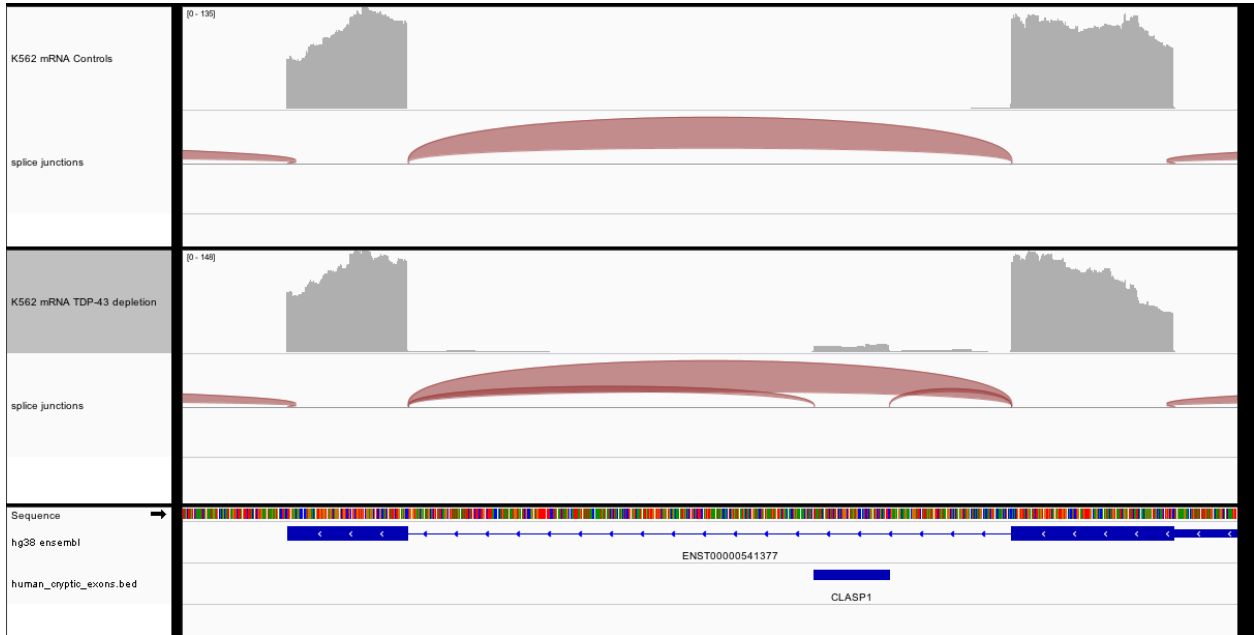 [0 - 135]
K562 mRNA Controls
splice junctions
[0 - 148]
K562 mRNA TDP-43 depletion
splice junctions
Sequence
hg38 ensembl
ENST00000541377
human_cryptic_exons.bed
CLASP1